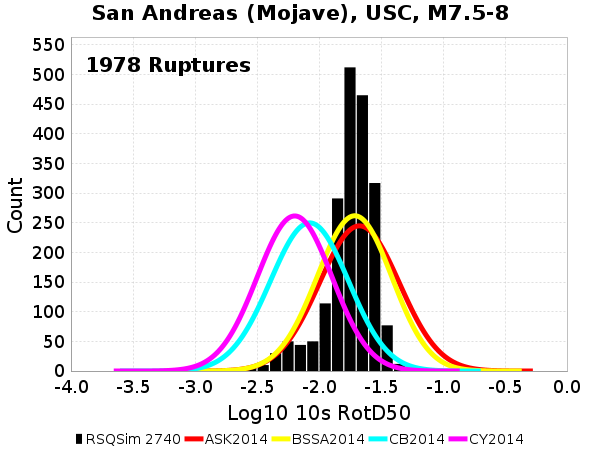 San Andreas (Mojave), USC, M7.5-8
1978 Ruptures
550
500
450
400
350
300
250
200
150
100
50
0
Count
-4.0 -3.5 -3.0 -2.5 -2.0 -1.5 -1.0 -0.5 0.0
Log10 10s RotD50
RSQSim 2740 ASK2014 BSSA2014 CB2014 CY2014